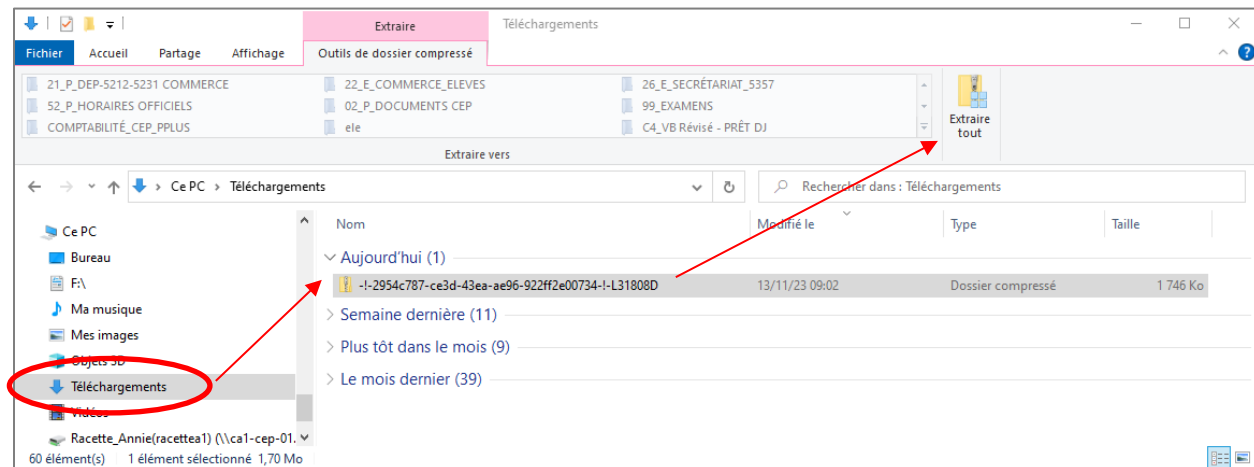 Extraire
Téléchargements
Fichier Accueil Partage Affichage Outils de dossier compressé
21_P_DEP-5212-5231 COMMERCE 22_E_COMMERCE_ELEVES 26_E_SECRÉTARIAT_5357
52_P_HORAIRES OFFICIELS 02_P_DOCUMENTS CEP 99_EXAMENS
COMPTABILITÉ_CEP_PPLUS ele C4_VB Révisé - PRÊT DJ
Extraire
tout
Extraire vers
Ce PC > Téléchargements
Rechercher dans : Téléchargements
Nom Modifié le Type Taille
Ce PC
Bureau
F:\
Ma musique
Mes images
Objets 3D
Téléchargements
Vidéos
Racette_Annie(racettea1) (\\ca1-cep-01.
Aujourd'hui (1)
-!-2954c787-ce3d-43ea-ae96-922ff2e00734-!-L31808D 13/11/23 09:02 Dossier compressé 1 746 Ko
Semaine dernière (11)
Plus tôt dans le mois (9)
Le mois dernier (39)
60 élément(s) 1 élément sélectionné 1,70 Mo